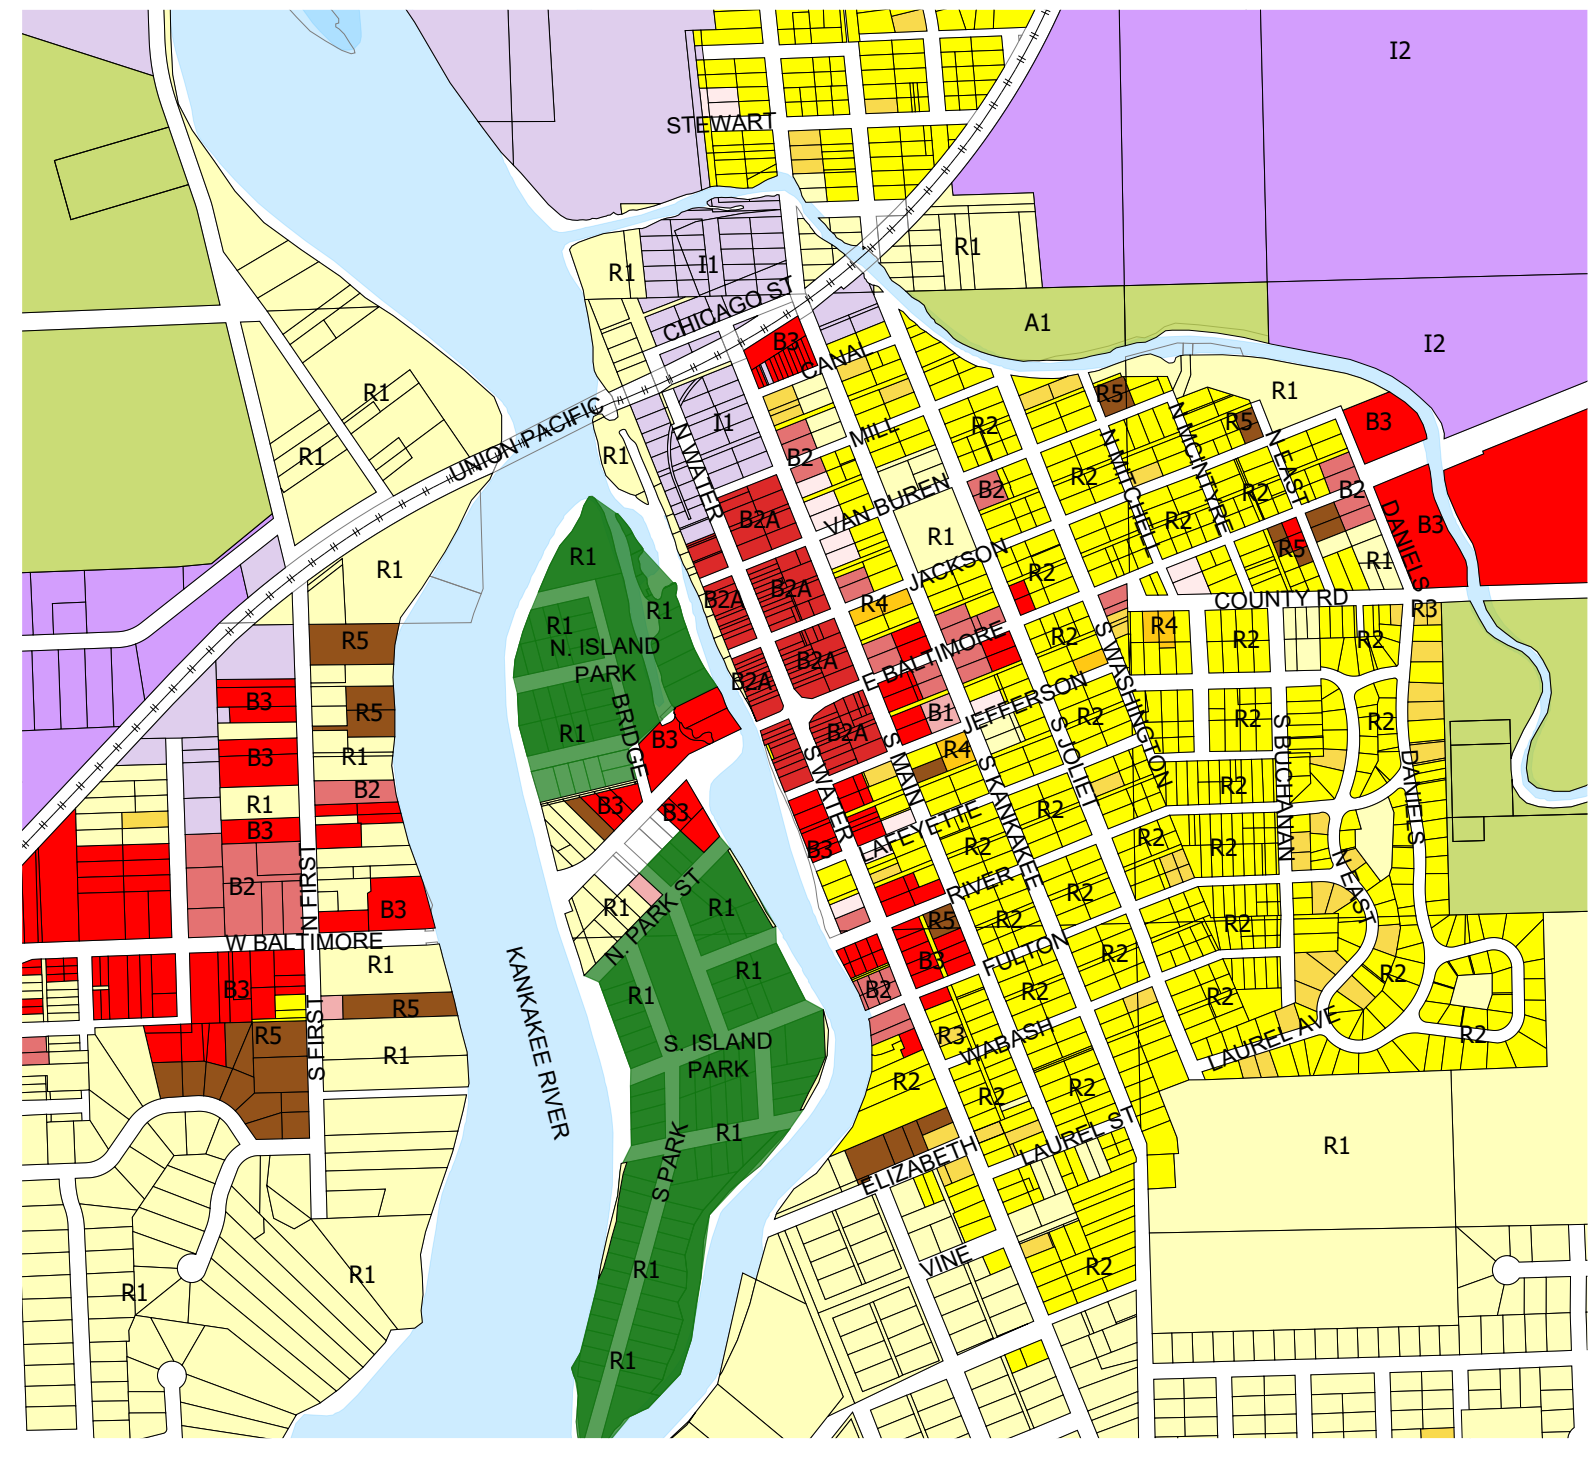 I2
STEWART
R1
R1
I1
CHICAGO ST
A1
B3
I2
CANAL
R1
R1
R5
R1
UNION PACIFIC
I1
N WATER
MILL
R2
N MITCHELL
N MCINTYRE
R5
N EAST
B3
R1
R1
B2
R2
VAN BUREN
B2
R2
B2
B2A
R2
DANIELS
B3
R1
R1
R1
JACKSON
R5
R1
B2A
R2
B2A
R1
R4
COUNTY RD
R3
R1
N. ISLAND
PARK
R5
E BALTIMORE
R2
S WASHINGTON
R4
R2
R2
B2A
B2A
B3
R5
BRIDGE
B1
JEFFERSON
R2
R2
R2
R1
B3
B2A
S WATER
S MAIN
R4
S KANKAKEE
S JOLIET
S BUCHANAN
DANIELS
B3
R1
B2
R2
R1
B3
B3
B3
R2
B3
LAFEYETTE
R2
R2
R2
N FIRST
B2
RIVER
R2
N EAST
B3
R1
N. PARK ST
R1
R5
R2
R2
W BALTIMORE
KANKAKEE RIVER
R1
R1
B3
FULTON
R2
R2
B3
R1
B2
R2
R2
S FIRST
R5
R5
R3
WABASH
LAUREL AVE
R2
R1
S. ISLAND
PARK
R2
R2
R2
R1
S PARK
ELIZABETH
LAUREL ST
R1
R1
R1
R1
VINE
R2
R1